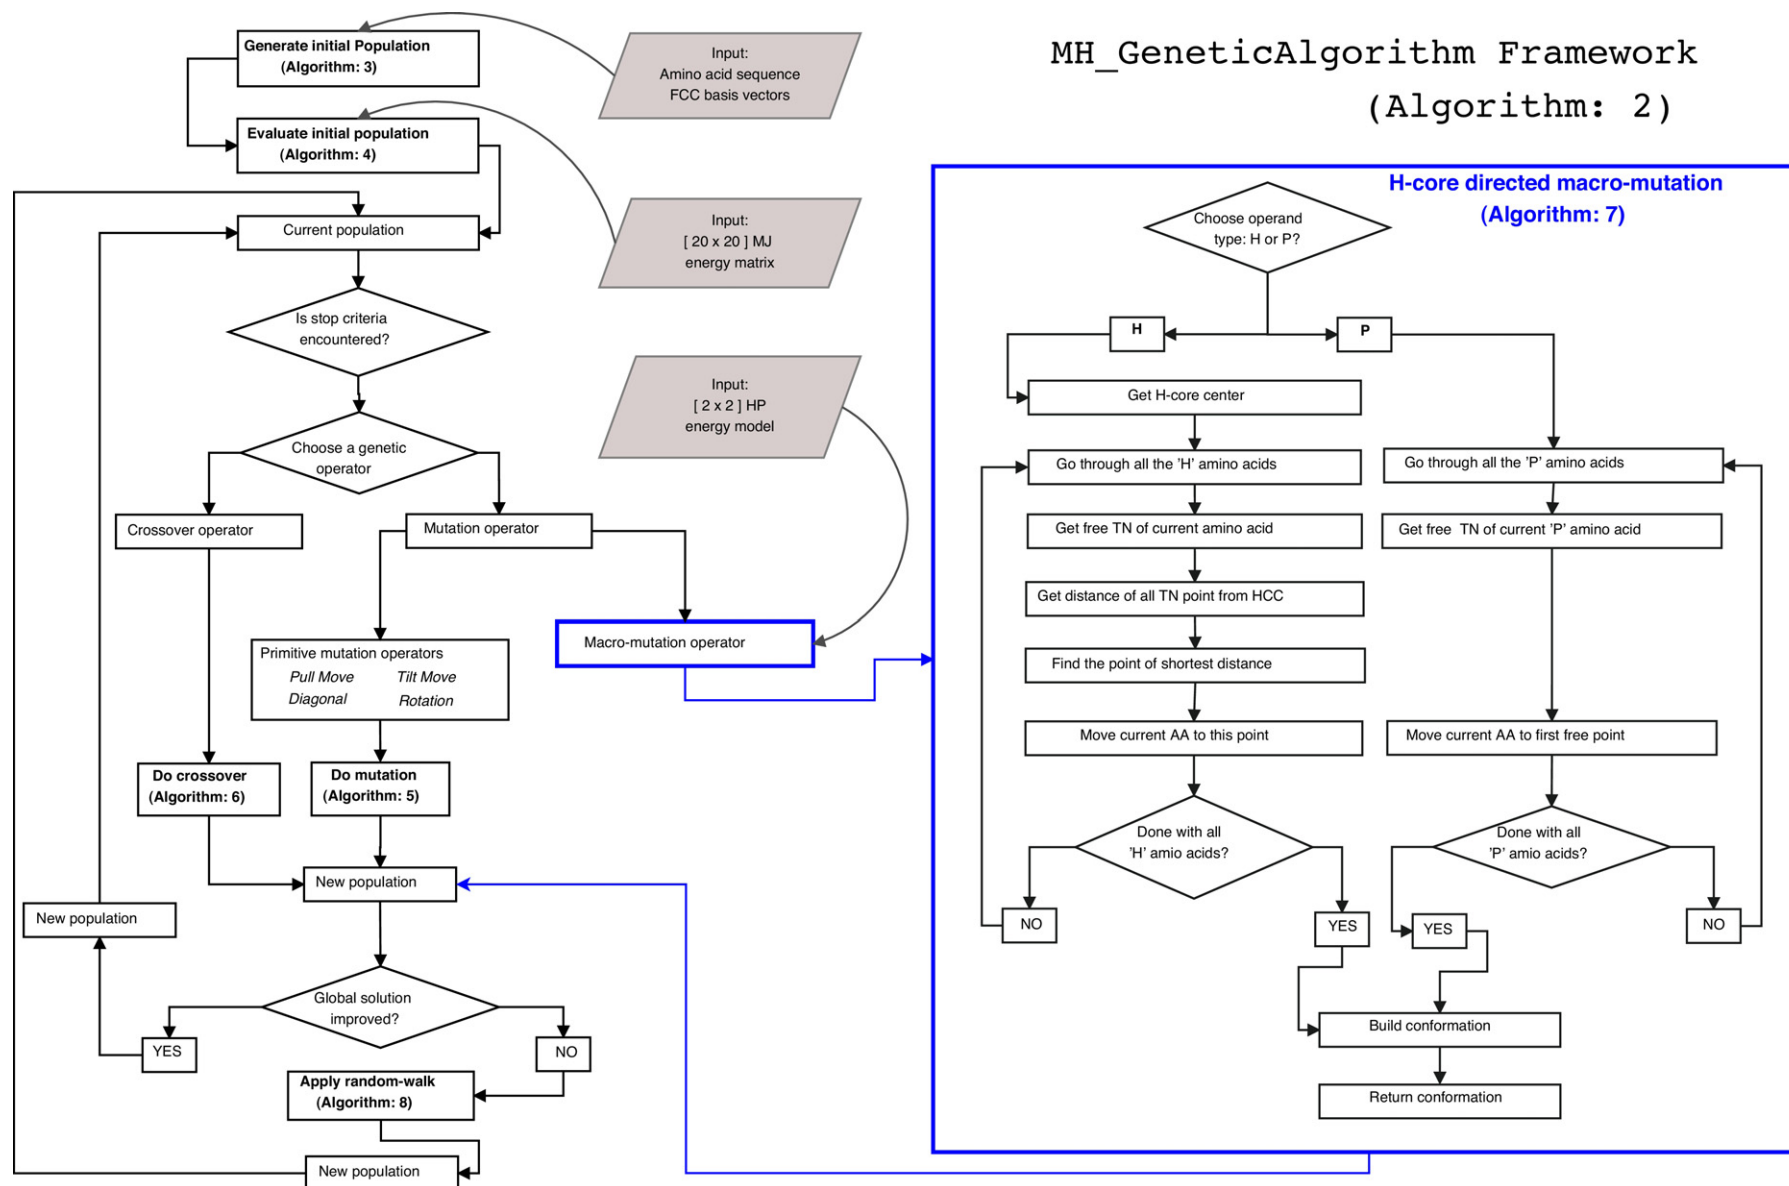 MH_GeneticAlgorithm Framework
(Algorithm: 2)
Generate initial Population
(Algorithm: 3)
Input:
Amino acid sequence
FCC basis vectors
Evaluate initial population
(Algorithm: 4)
Current population
Input:
[ 20 x 20 ] MJ
energy matrix
Is stop criteria
encountered?
Input:
[ 2 x 2 ] HP
energy model
Choose a genetic
operator
Crossover operator
Mutation operator
Primitive mutation operators
Pull Move Tilt Move
Diagonal Rotation
Macro-mutation operator
Do crossover
(Algorithm: 6)
Do mutation
(Algorithm: 5)
New population
New population
Global solution
improved?
YES
NO
Apply random-walk
(Algorithm: 8)
New population
H-core directed macro-mutation
(Algorithm: 7)
Choose operand
type: H or P?
H
P
Get H-core center
Go through all the 'H' amino acids
Get free TN of current amino acid
Get distance of all TN point from HCC
Find the point of shortest distance
Move current AA to this point
Done with all
'H' amio acids?
NO
YES
Go through all the 'P' amino acids
Get free TN of current 'P' amino acid
Move current AA to first free point
Done with all
'P' amio acids?
YES
NO
Build conformation
Return conformation